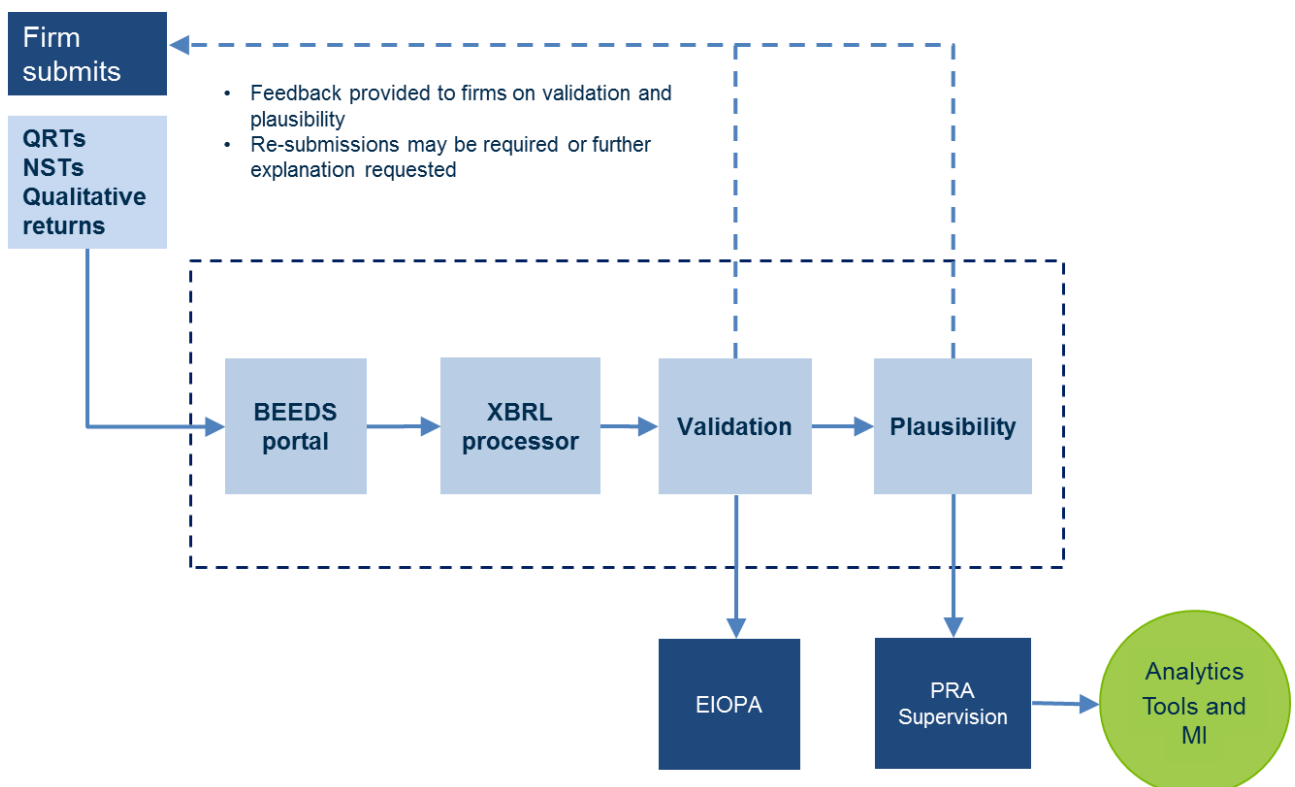 Firm
submits
• Feedback provided to firms on validation and
plausibility
• Re-submissions may be required or further
explanation requested
QRTs
NSTs
Qualitative
returns
BEEDS
portal
XBRL
processor
Validation
Plausibility
EIOPA
PRA
Supervision
Analytics
Tools and
MI